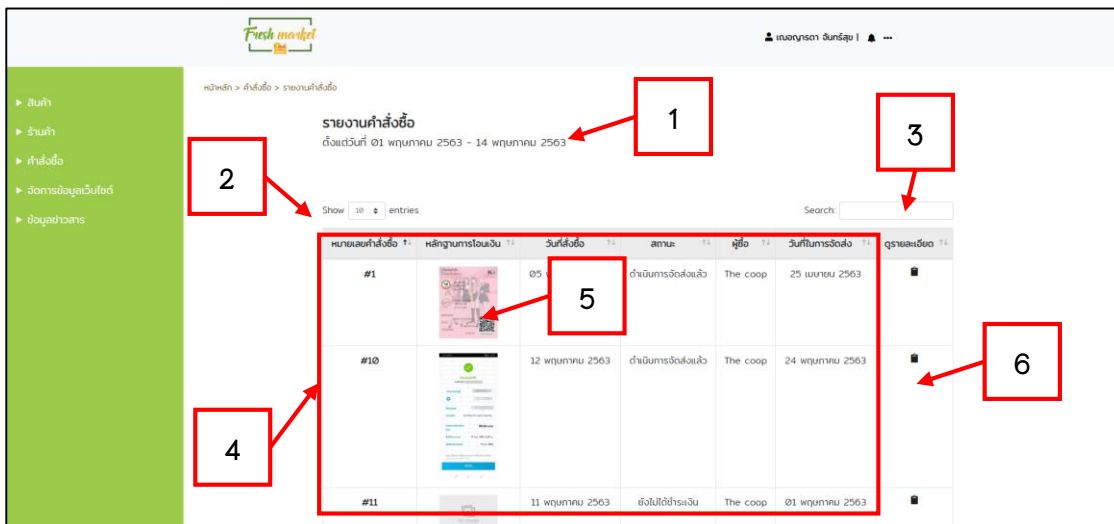 Fresh market
เฌอญารดา จันทร์สุข |
หน้าหลัก > คำสั่งซื้อ > รายงานคำสั่งซื้อ
▶ สินค้า
▶ ร้านค้า
▶ คำสั่งซื้อ
▶ จัดการข้อมูลเว็บไซต์
▶ ข้อมูลข่าวสาร
รายงานคำสั่งซื้อ
ตั้งแต่วันที่ 01 พฤษภาคม 2563 - 14 พฤษภาคม 2563
1
2
3
Show 10 entries
Search:
หมายเลขคำสั่งซื้อ หลักฐานการโอนเงิน วันที่สั่งซื้อ สถานะ ผู้ซื้อ วันที่ในการจัดส่ง ดูรายละเอียด
#1 05 ดำเนินการจัดส่งแล้ว The coop 25 เมษายน 2563
5
#10 12 พฤษภาคม 2563 ดำเนินการจัดส่งแล้ว The coop 24 พฤษภาคม 2563
6
4
#11 11 พฤษภาคม 2563 ยังไม่ได้ชำระเงิน The coop 01 พฤษภาคม 2563